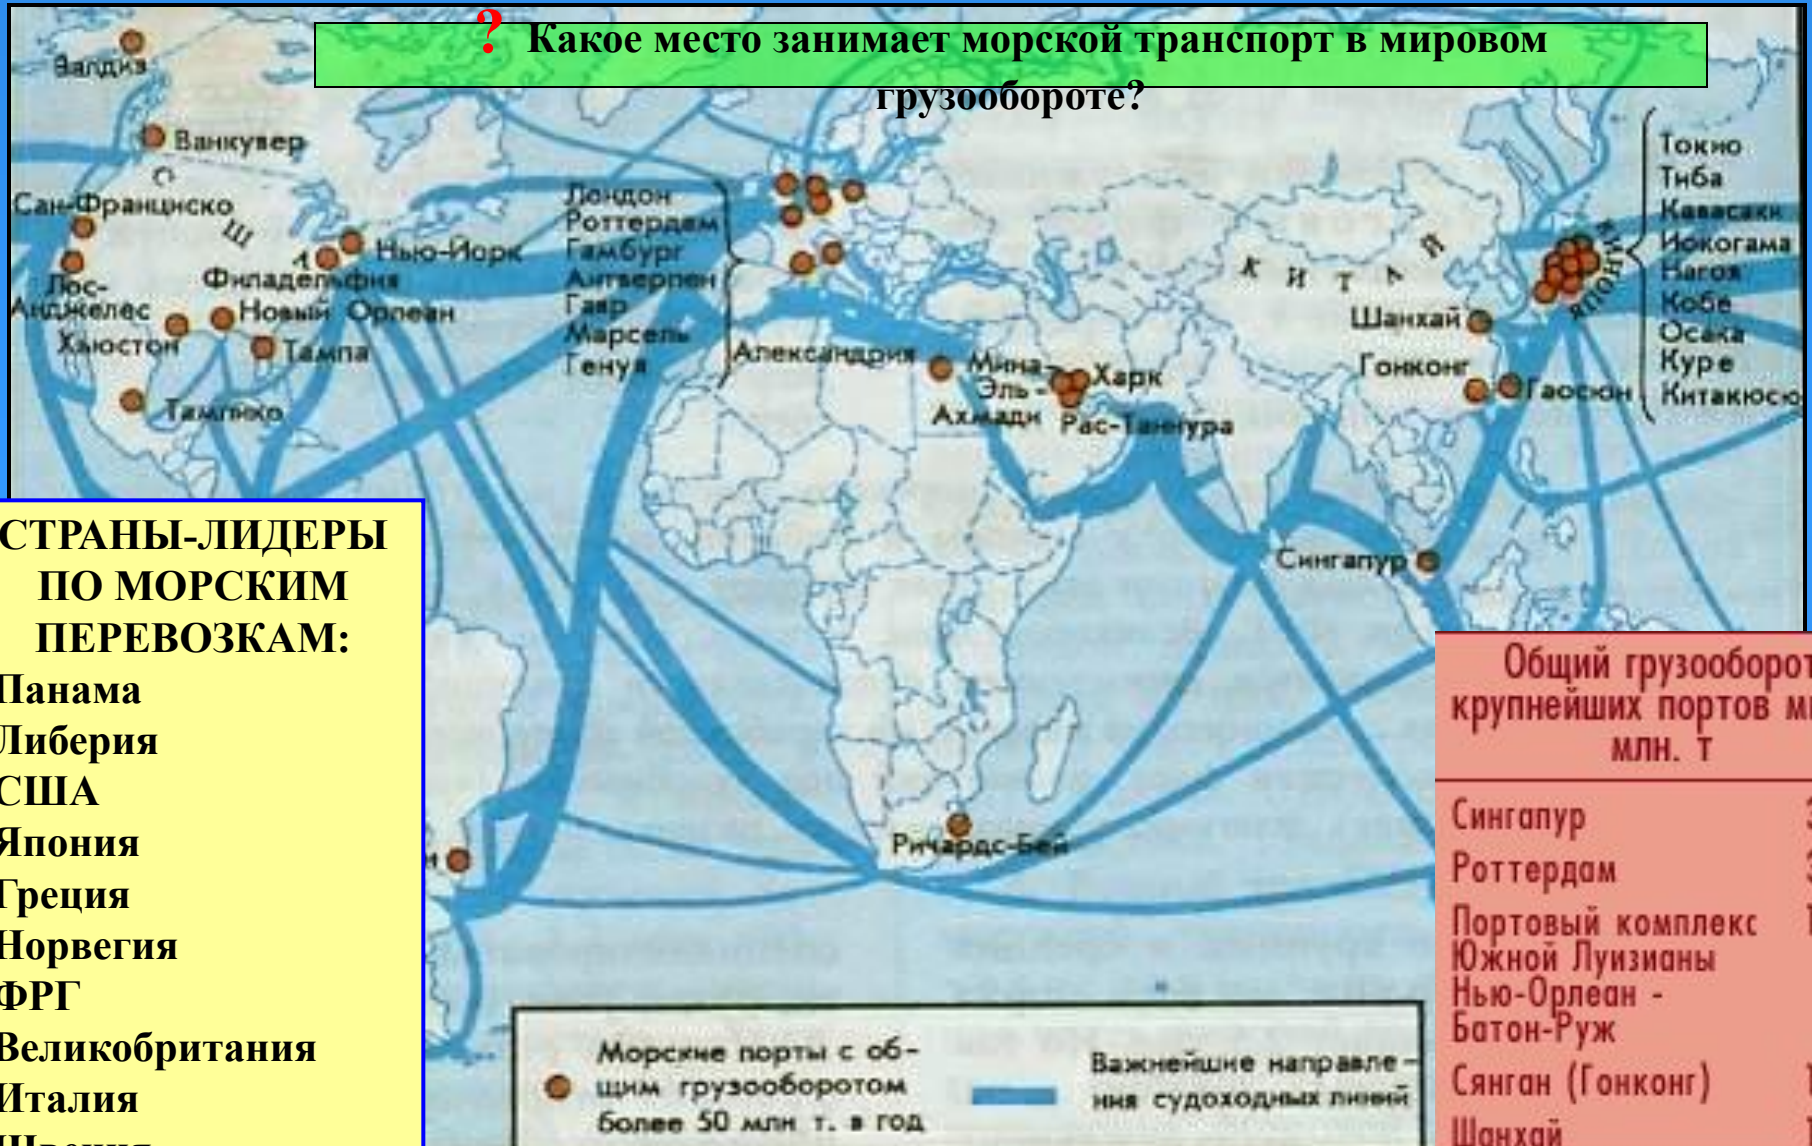 ? Какое место занимает морской транспорт в мировом
грузообороте?
Валдиз
Ванкувер
Сан-Франциско
США
Лос-
Анджелес
Филадельфия
Нью-Йорк
Новый Орлеан
Хьюстон
Тампа
Тампико
Лондон
Роттердам
Гамбург
Антверпен
Гавр
Марсель
Генуя
Александрия
Мина-
Эль-
Ахмади
Харк
Рас-Таннура
КИТАЙ
ЯПОНИЯ
Шанхай
Гонконг
Гаосюн
Токио
Тиба
Кавасаки
Иокогама
Нагоя
Кобе
Осака
Куре
Китакюсю
Сингапур
Ричардс-Бей
СТРАНЫ-ЛИДЕРЫ
ПО МОРСКИМ
ПЕРЕВОЗКАМ:
Панама
Либерия
США
Япония
Греция
Норвегия
ФРГ
Великобритания
Италия
Морские порты с об-
щим грузооборотом
более 50 млн т. в год
Важнейшие направле-
ния судоходных линий
Общий грузооборот
крупнейших портов
млн. т
Сингапур
Роттердам
Портовый комплекс
Южной Луизианы
Нью-Орлеан -
Батон-Руж
Сянган (Гонконг)
Шанхай